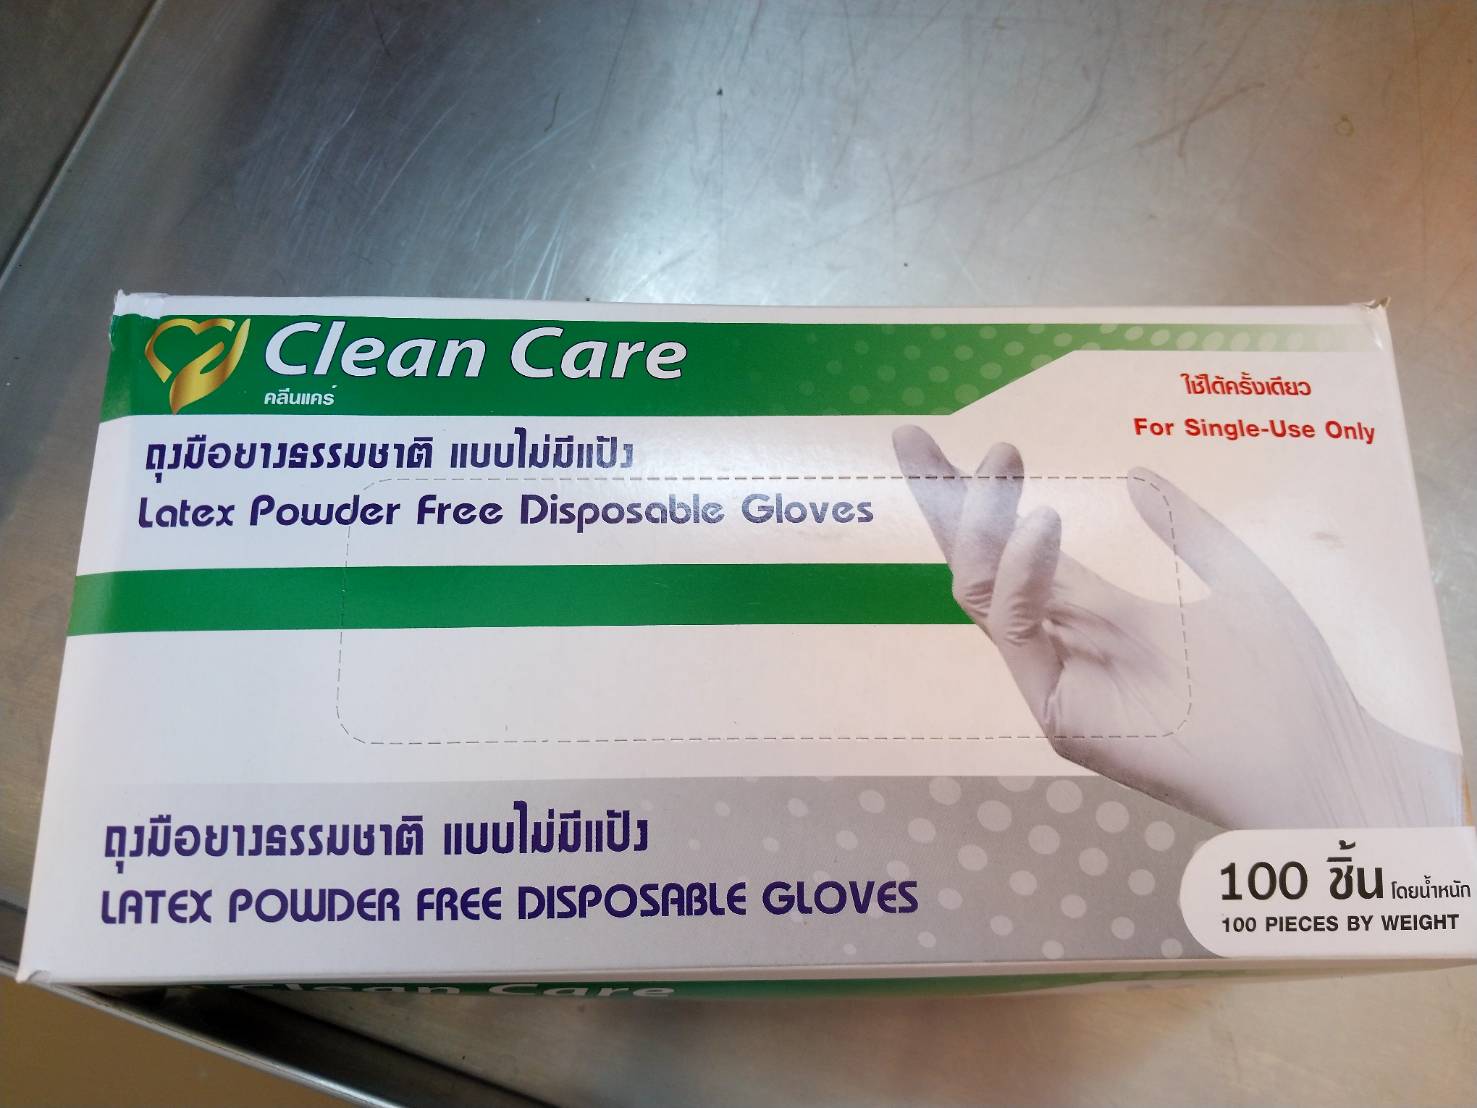 Clean Care
คลีนแคร์
ใช้ได้ครั้งเดียว
For Single-Use Only
ถุงมือยางธรรมชาติ แบบไม่มีแป้ง
Latex Powder Free Disposable Gloves
ถุงมือยางธรรมชาติ แบบไม่มีแป้ง
LATEX POWDER FREE DISPOSABLE GLOVES
100 ชิ้น โดยน้ำหนัก
100 PIECES BY WEIGHT
Clean Care